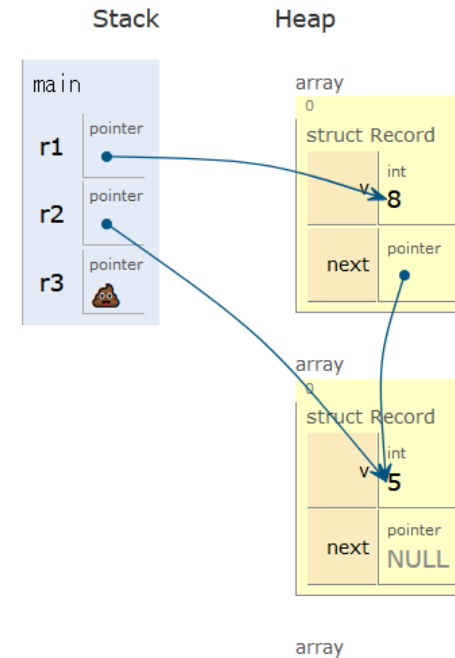 Stack Heap
main
r1 pointer
r2 pointer
r3 pointer
array
0
struct Record
v int
8
next pointer
array
0
struct Record
v int
5
next pointer
NULL
array